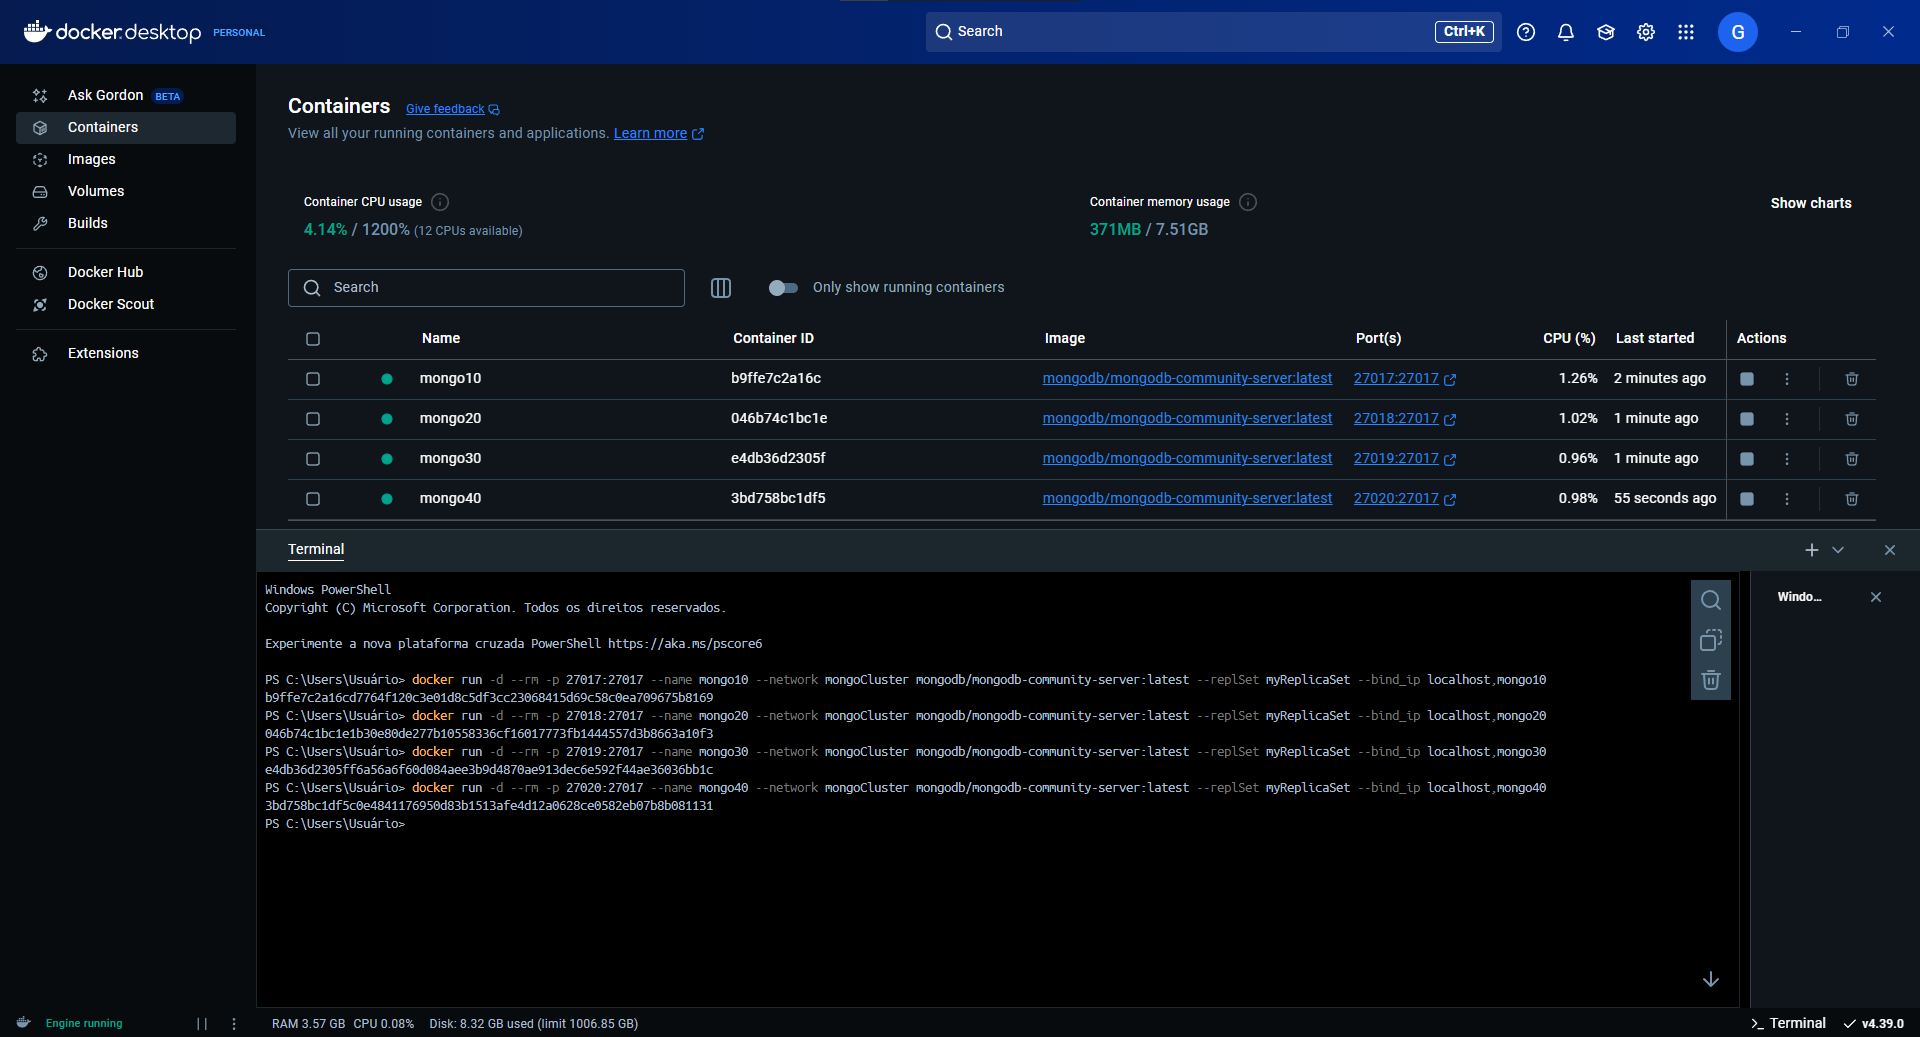 docker.desktop PERSONAL
Search Ctrl+K
G
Ask Gordon BETA
Containers
Images
Volumes
Builds
Docker Hub
Docker Scout
Extensions
Containers Give feedback
View all your running containers and applications. Learn more
Container CPU usage
4.14% / 1200% (12 CPUs available)
Container memory usage
371MB / 7.51GB
Show charts
Search
Only show running containers
Name Container ID Image Port(s) CPU (%) Last started Actions
mongo10 b9ffe7c2a16c mongodb/mongodb-community-server:latest 27017:27017 1.26% 2 minutes ago
mongo20 046b74c1bc1e mongodb/mongodb-community-server:latest 27018:27017 1.02% 1 minute ago
mongo30 e4db36d2305f mongodb/mongodb-community-server:latest 27019:27017 0.96% 1 minute ago
mongo40 3bd758bc1df5 mongodb/mongodb-community-server:latest 27020:27017 0.98% 55 seconds ago
Terminal
Windo...
Windows PowerShell
Copyright (C) Microsoft Corporation. Todos os direitos reservados.
Experimente a nova plataforma cruzada PowerShell https://aka.ms/pscore6
PS C:\Users\Usuário> docker run -d --rm -p 27017:27017 --name mongo10 --network mongoCluster mongodb/mongodb-community-server:latest --replSet myReplicaSet --bind_ip localhost,mongo10
b9ffe7c2a16cd7764f120c3e01d8c5df3cc23068415d69c58c0ea709675b8169
PS C:\Users\Usuário> docker run -d --rm -p 27018:27017 --name mongo20 --network mongoCluster mongodb/mongodb-community-server:latest --replSet myReplicaSet --bind_ip localhost,mongo20
046b74c1bc1e1b30e80de277b10558336cf16017773fb1444557d3b8663a10f3
PS C:\Users\Usuário> docker run -d --rm -p 27019:27017 --name mongo30 --network mongoCluster mongodb/mongodb-community-server:latest --replSet myReplicaSet --bind_ip localhost,mongo30
e4db36d2305ff6a56a6f60d084aee3b9d4870ae913dec6e592f44ae36036bb1c
PS C:\Users\Usuário> docker run -d --rm -p 27020:27017 --name mongo40 --network mongoCluster mongodb/mongodb-community-server:latest --replSet myReplicaSet --bind_ip localhost,mongo40
3bd758bc1df5c0e4841176950d83b1513afe4d12a0628ce0582eb07b8b081131
PS C:\Users\Usuário>
Engine running
RAM 3.57 GB CPU 0.08% Disk: 8.32 GB used (limit 1006.85 GB)
Terminal v4.39.0